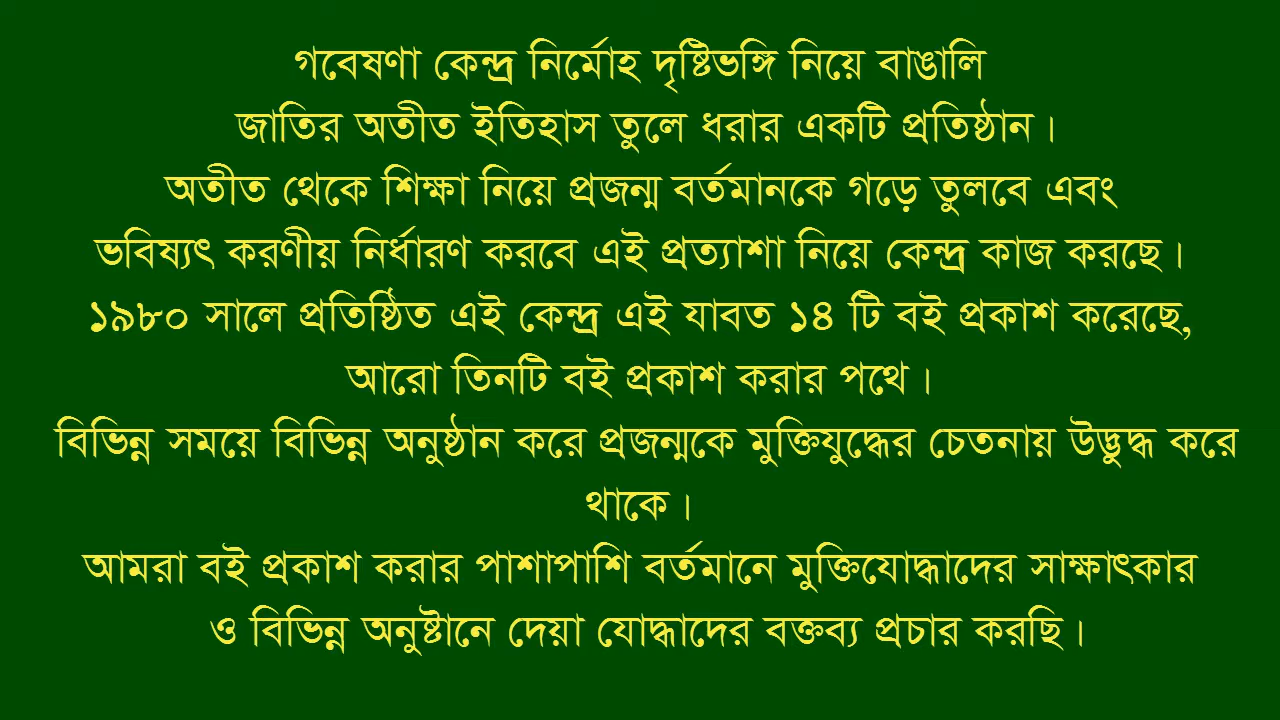 গবেষণা কেন্দ্র নির্মোহ দৃষ্টিভঙ্গি নিয়ে বাঙালি
জাতির অতীত ইতিহাস তুলে ধরার একটি প্রতিষ্ঠান।
অতীত থেকে শিক্ষা নিয়ে প্রজন্ম বর্তমানকে গড়ে তুলবে এবং
ভবিষ্যৎ করণীয় নির্ধারণ করবে এই প্রত্যাশা নিয়ে কেন্দ্র কাজ করছে।
১৯৮০ সালে প্রতিষ্ঠিত এই কেন্দ্র এই যাবত ১৪ টি বই প্রকাশ করেছে,
আরো তিনটি বই প্রকাশ করার পথে।
বিভিন্ন সময়ে বিভিন্ন অনুষ্ঠান করে প্রজন্মকে মুক্তিযুদ্ধের চেতনায় উদ্ভুদ্ধ করে
থাকে।
আমরা বই প্রকাশ করার পাশাপাশি বর্তমানে মুক্তিযোদ্ধাদের সাক্ষাৎকার
ও বিভিন্ন অনুষ্টানে দেয়া যোদ্ধাদের বক্তব্য প্রচার করছি।